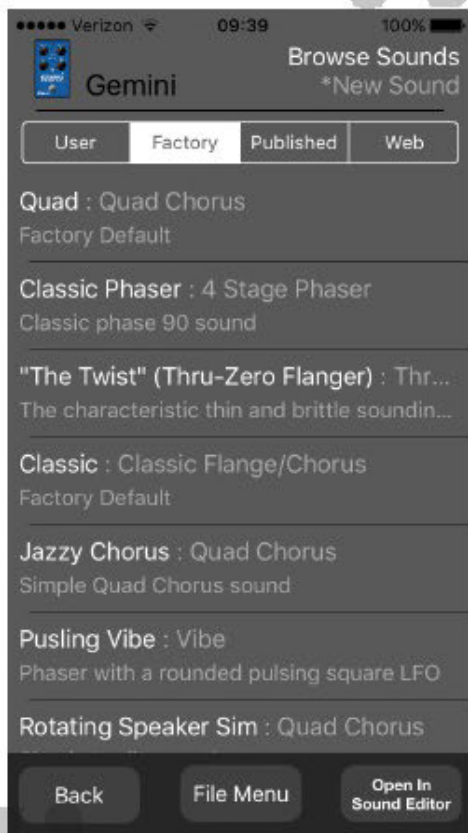 Verizon 09:39 100%
Gemini
Browse Sounds
*New Sound
User Factory Published Web
Quad : Quad Chorus
Factory Default
Classic Phaser : 4 Stage Phaser
Classic phase 90 sound
"The Twist" (Thru-Zero Flanger) : Thr...
The characteristic thin and brittle soundin...
Classic : Classic Flange/Chorus
Factory Default
Jazzy Chorus : Quad Chorus
Simple Quad Chorus sound
Pusling Vibe : Vibe
Phaser with a rounded pulsing square LFO
Rotating Speaker Sim : Quad Chorus
Back File Menu Open In
Sound Editor